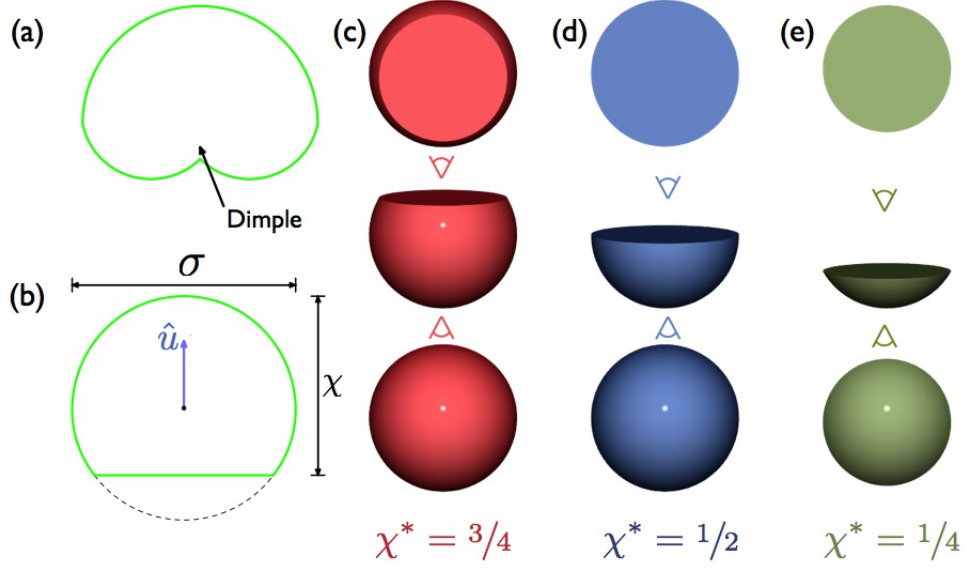 (a)
Dimple
(b)
σ
û
χ
(c)
χ* = 3/4
(d)
χ* = 1/2
(e)
χ* = 1/4